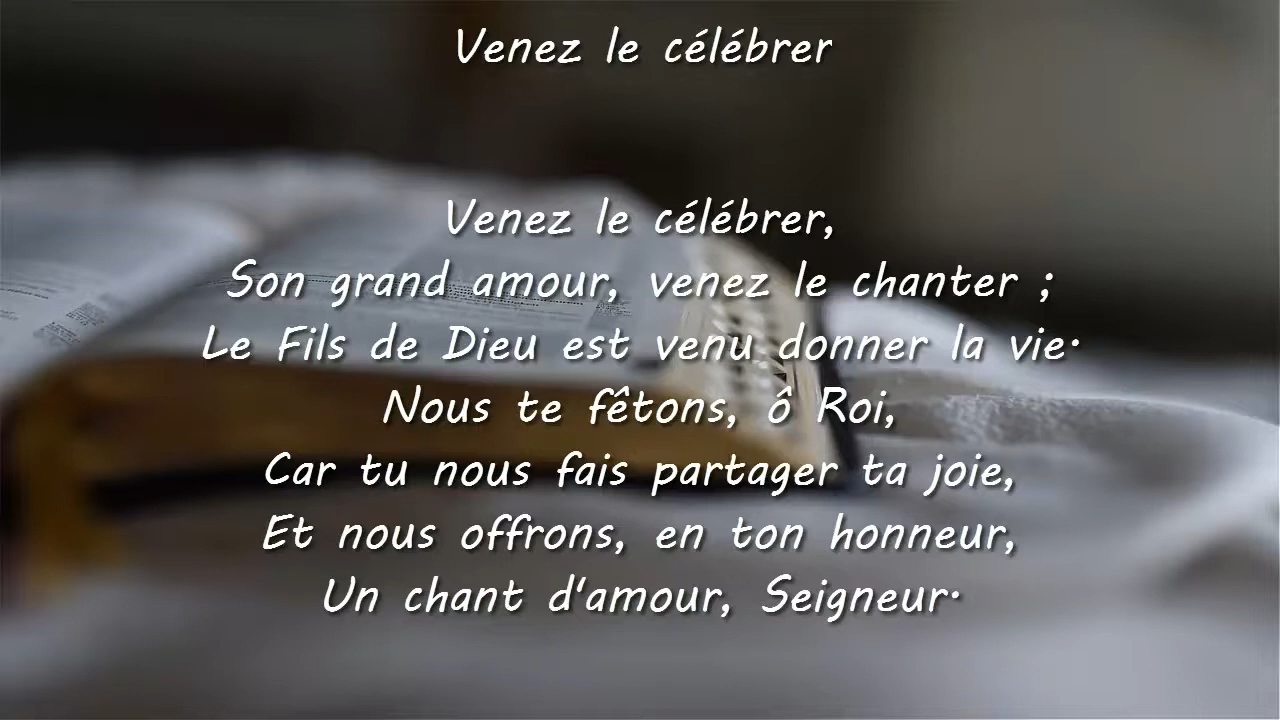 Venez le célébrer
Venez le célébrer,
Son grand amour, venez le chanter ;
Le Fils de Dieu est venu donner la vie.
Nous te fêtons, ô Roi,
Car tu nous fais partager ta joie,
Et nous offrons, en ton honneur,
Un chant d'amour, Seigneur.